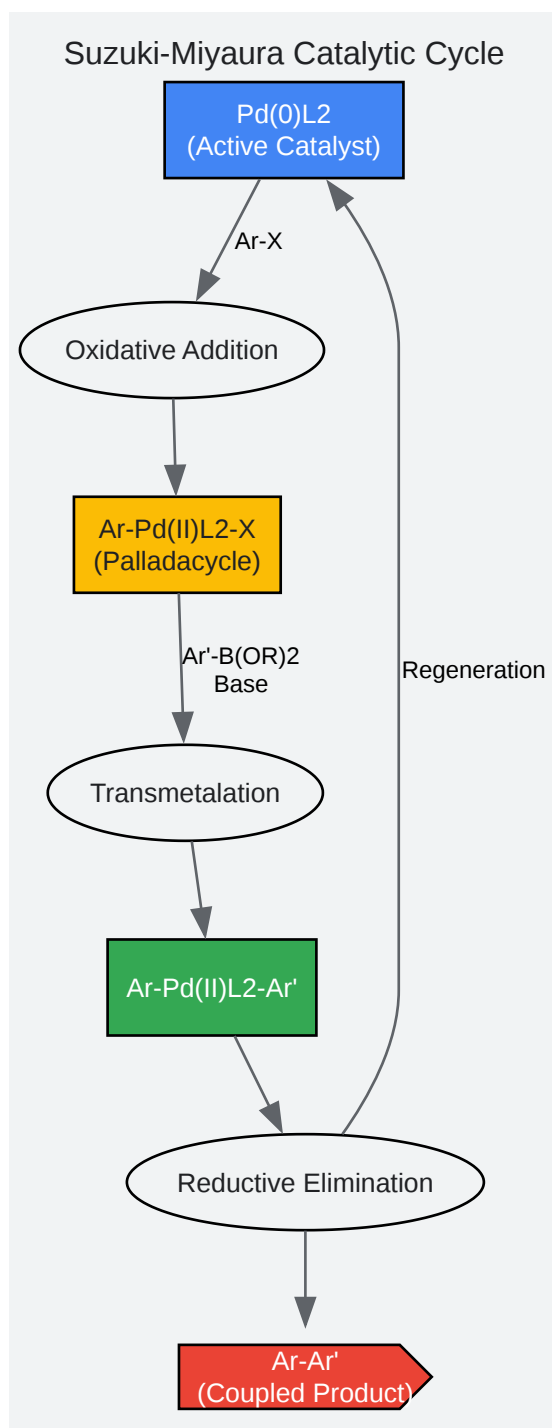 Suzuki-Miyaura Catalytic Cycle
Pd(0)L2
(Active Catalyst)
Ar-X
Oxidative Addition
Ar-Pd(II)L2-X
(Palladacycle)
Ar'-B(OR)2
Base
Regeneration
Transmetalation
Ar-Pd(II)L2-Ar'
Reductive Elimination
Ar-Ar'
(Coupled Product)